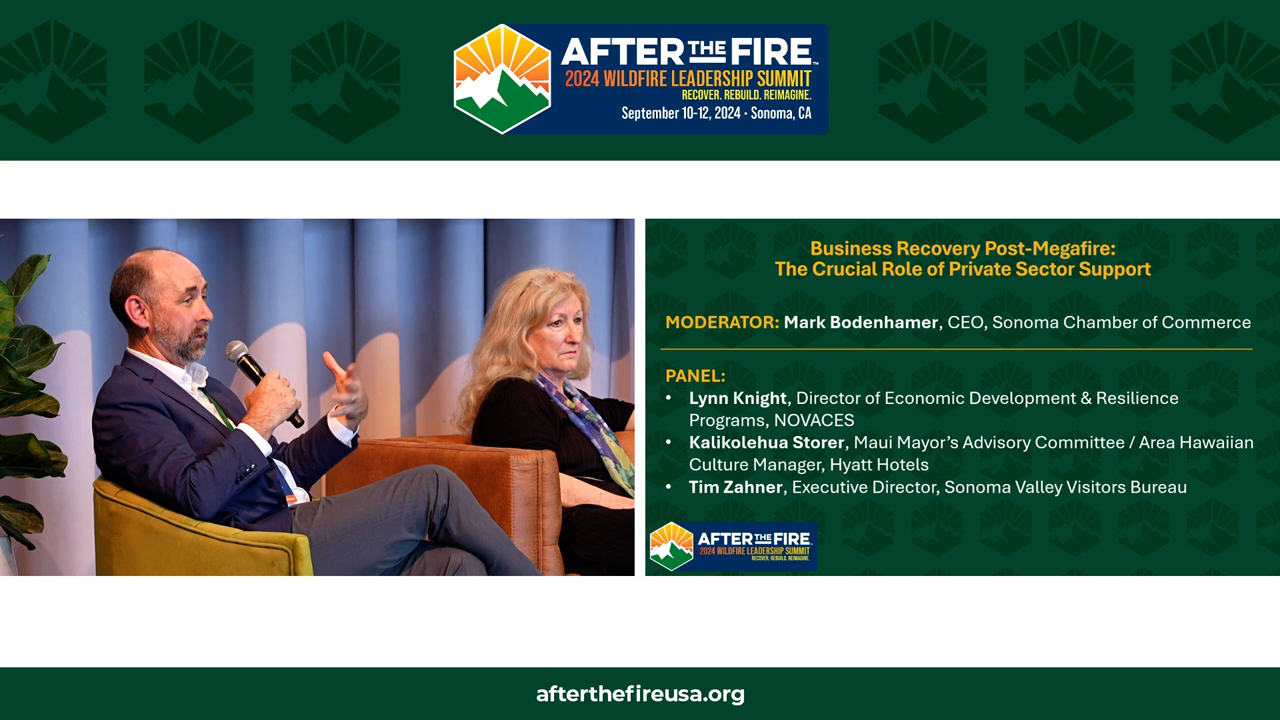 AFTER THE FIRE™
2024 WILDFIRE LEADERSHIP SUMMIT
RECOVER. REBUILD. REIMAGINE.
September 10-12, 2024 · Sonoma, CA
Business Recovery Post-Megafire:
The Crucial Role of Private Sector Support
MODERATOR: Mark Bodenhamer, CEO, Sonoma Chamber of Commerce
PANEL:
• Lynn Knight, Director of Economic Development & Resilience
Programs, NOVACES
• Kalikolehua Storer, Maui Mayor’s Advisory Committee / Area Hawaiian
Culture Manager, Hyatt Hotels
• Tim Zahner, Executive Director, Sonoma Valley Visitors Bureau
AFTER THE FIRE
2024 WILDFIRE LEADERSHIP SUMMIT
RECOVER. REBUILD. REIMAGINE.
afterthefireusa.org